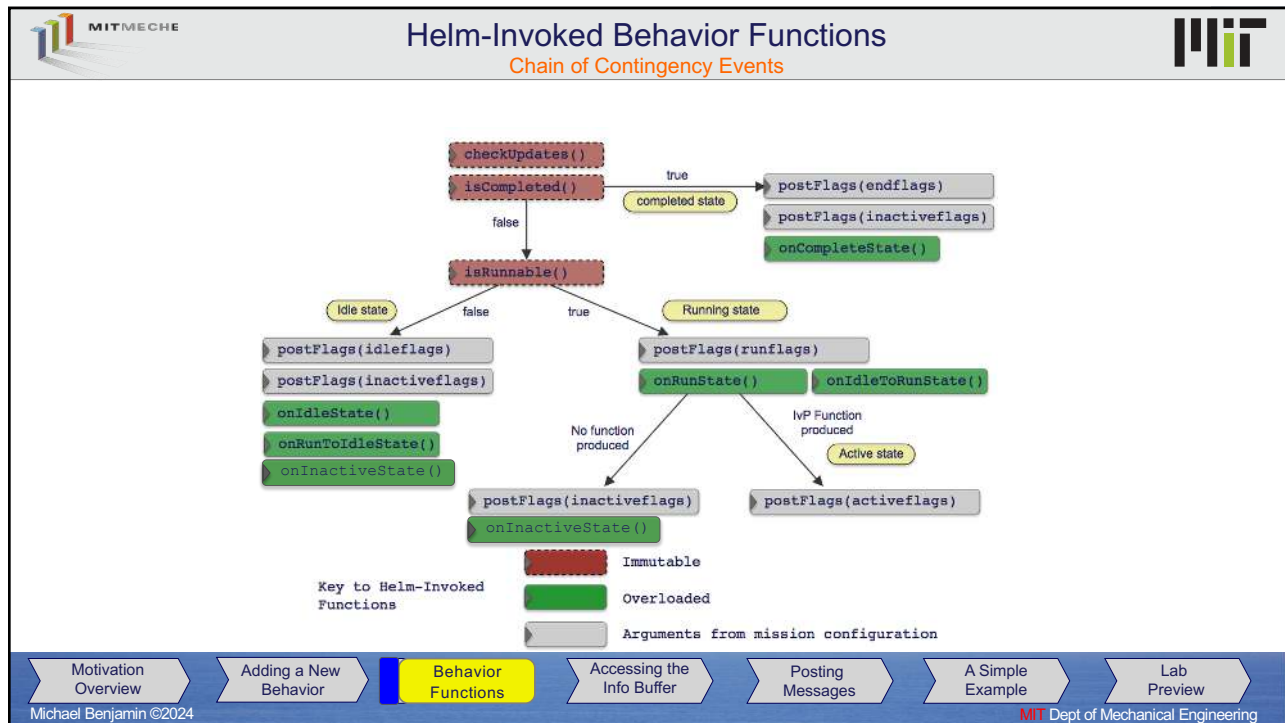 MITMECHE
Helm-Invoked Behavior Functions
Chain of Contingency Events
MIT
checkUpdates()
isCompleted()
true
completed state
postFlags(endflags)
postFlags(inactiveflags)
onCompleteState()
false
isRunnable()
Idle state
false
true
Running state
postFlags(idleflags)
postFlags(inactiveflags)
onIdleState()
onRunToIdleState()
onInactiveState()
postFlags(runflags)
onRunState()
onIdleToRunState()
No function
produced
IvP Function
produced
Active state
postFlags(inactiveflags)
onInactiveState()
postFlags(activeflags)
Key to Helm-Invoked
Functions
Immutable
Overloaded
Arguments from mission configuration
Motivation
Overview
Adding a New
Behavior
Behavior
Functions
Accessing the
Info Buffer
Posting
Messages
A Simple
Example
Lab
Preview
Michael Benjamin ©2024
MIT Dept of Mechanical Engineering